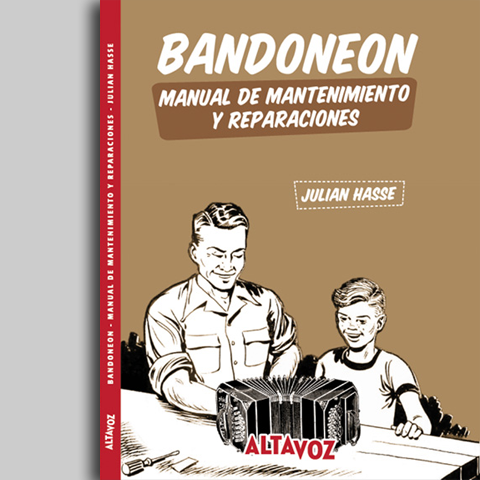 BANDONEON
MANUAL DE MANTENIMIENTO
Y REPARACIONES
JULIAN HASSE
ALTAVOZ
ALTAVOZ BANDONEON - MANUAL DE MANTENIMIENTO Y REPARACIONES - JULIAN HASSE